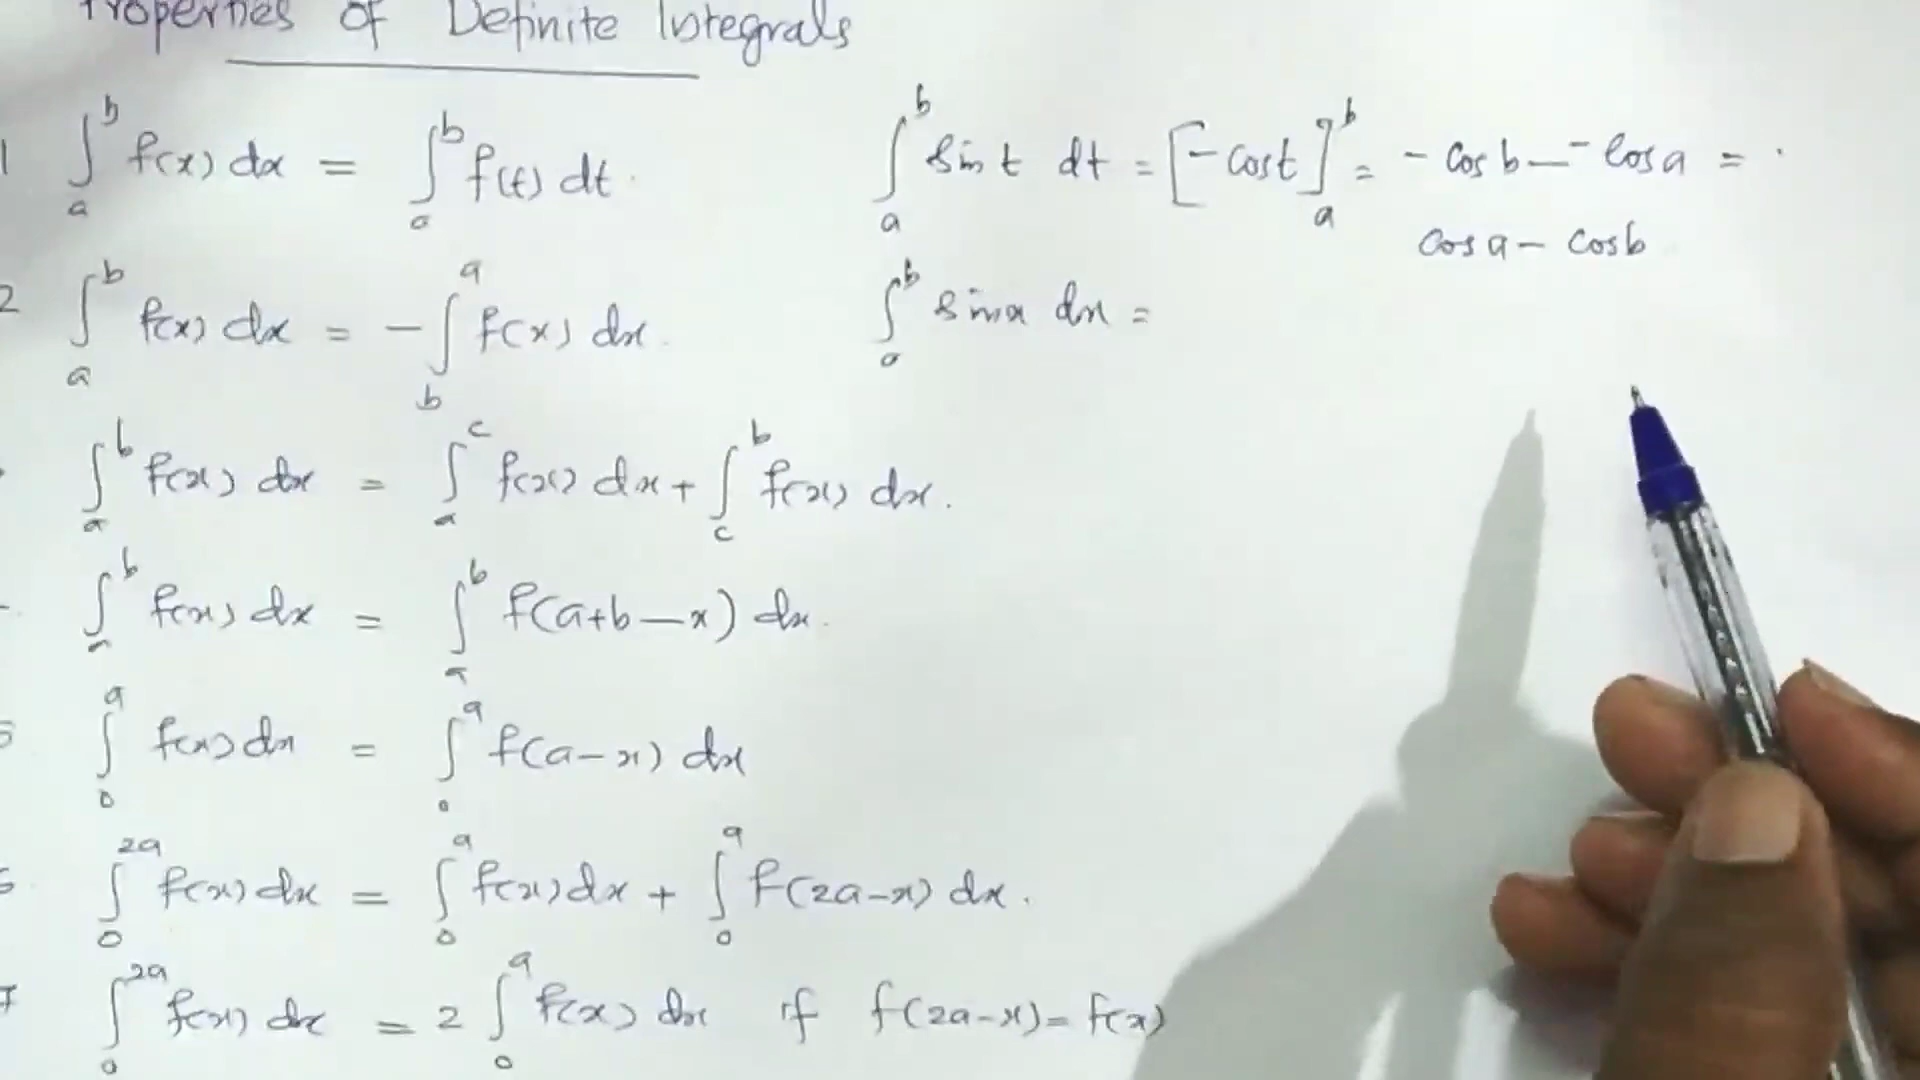 Properties of Definite Integrals
1 ∫_a^b f(x) dx = ∫_a^b f(t) dt.
2 ∫_a^b f(x) dx = -∫_b^a f(x) dx.
∫_a^b f(x) dx = ∫_a^c f(x) dx + ∫_c^b f(x) dx.
∫_a^b f(x) dx = ∫_a^b f(a+b-x) dx.
5 ∫_0^a f(x) dx = ∫_0^a f(a-x) dx
6 ∫_0^2a f(x) dx = ∫_0^a f(x) dx + ∫_0^a f(2a-x) dx.
7 ∫_0^2a f(x) dx = 2 ∫_0^a f(x) dx if f(2a-x) = f(x)
∫_a^b sin t dt = [-cos t]_a^b = -cos b - -cos a =
cos a - cos b
∫_a^b sin x dx =